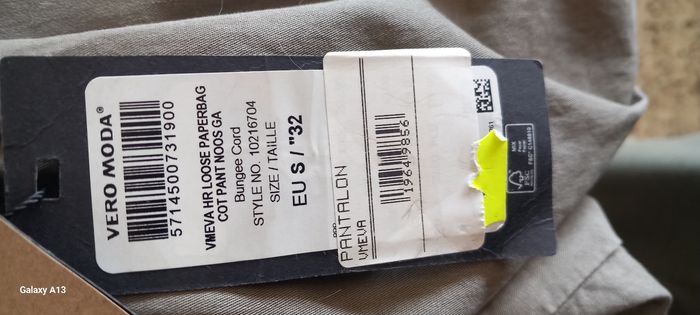 VERO MODA®
5714500731900
VMEVA HR LOOSE PAPERBAG
COT PANT NOOS GA
Bungee Cord
STYLE NO. 10216704
SIZE / TAILLE
EU S / "32
PANTALON
VMEVA
19649856
MIX
FSC
Galaxy A13